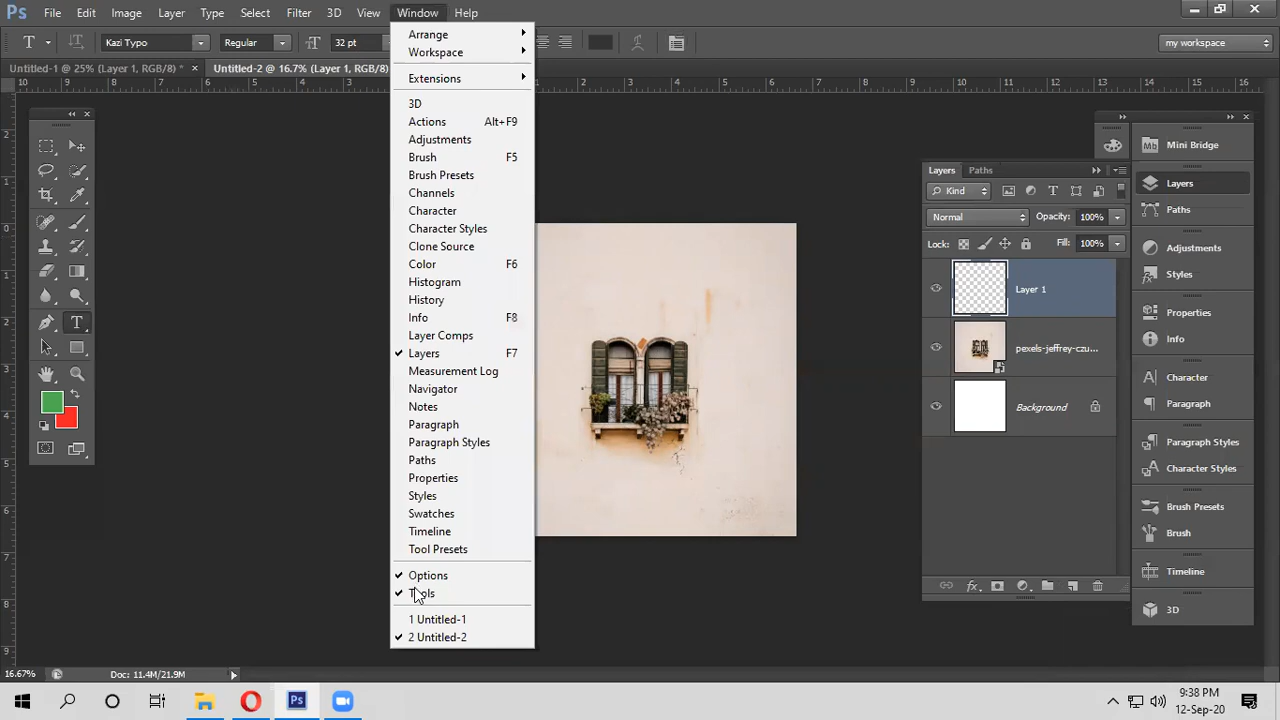 Ps File Edit Image Layer Type Select Filter 3D View Window Help
T Kazi Typo Regular 32 pt my workspace
Untitled-1 @ 25% (Layer 1, RGB/8) * × Untitled-2 @ 16.7% (Layer 1, RGB/8)
Arrange
Workspace
Extensions
3D
Actions Alt+F9
Adjustments
Brush F5
Brush Presets
Channels
Character
Character Styles
Clone Source
Color F6
Histogram
History
Info F8
Layer Comps
Layers F7
Measurement Log
Navigator
Notes
Paragraph
Paragraph Styles
Paths
Properties
Styles
Swatches
Timeline
Tool Presets
Options
1 Untitled-1
2 Untitled-2
Layers Paths
Kind
Normal Opacity: 100%
Lock: Fill: 100%
Layer 1
pexels-jeffrey-czu...
Background
Mb Mini Bridge
Layers
Paths
Adjustments
Styles
Properties
Info
Character
Paragraph
Paragraph Styles
Character Styles
Brush Presets
Brush
Timeline
3D
16.67% Doc: 11.4M/21.9M
Ps
9:38 PM
12-Sep-20